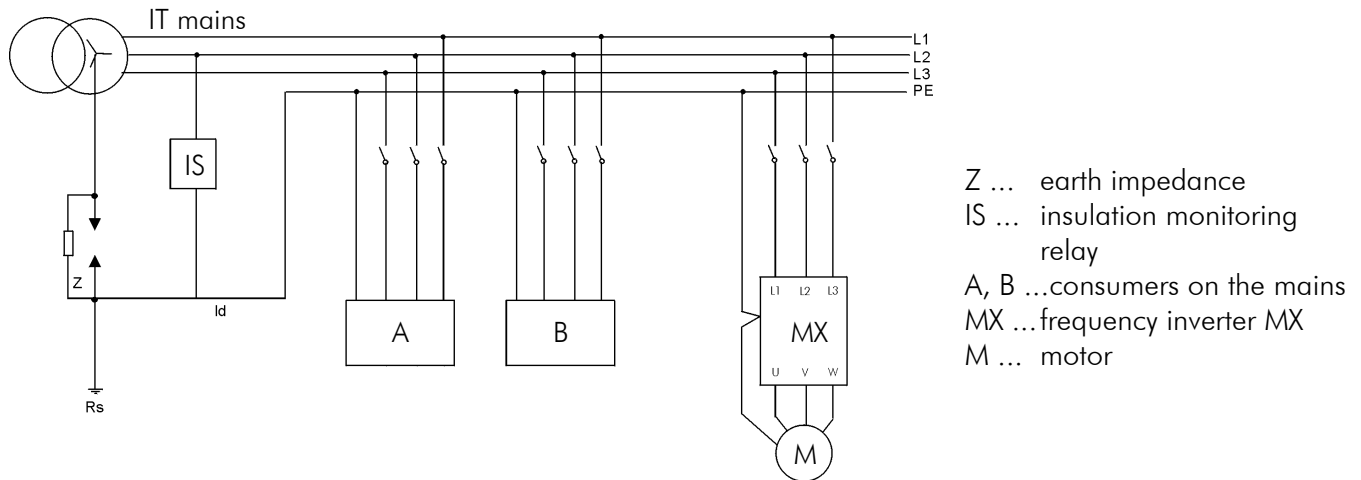 IT mains
L1
L2
L3
PE
IS
Z
Id
Rs
A
B
L1 L2 L3
MX
U V W
M
Z ... earth impedance
IS ... insulation monitoring
relay
A, B ...consumers on the mains
MX ...frequency inverter MX
M ... motor